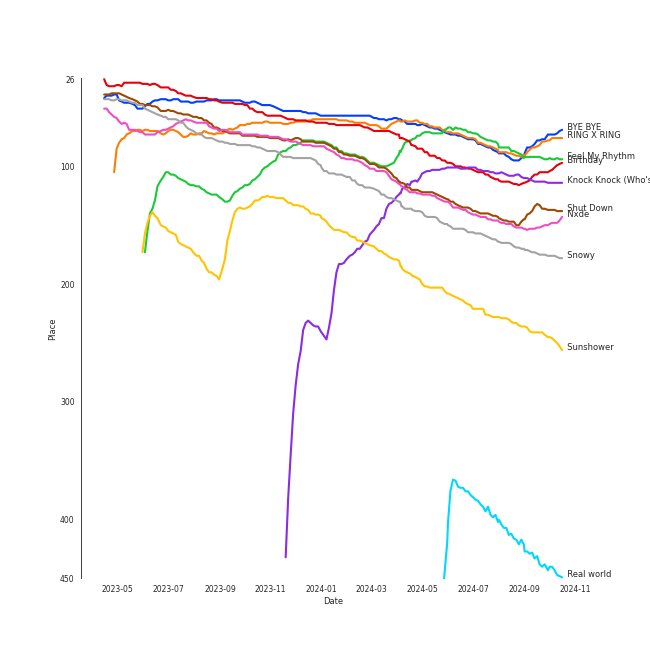 26
100
200
300
400
450
Place
2023-05
2023-07
2023-09
2023-11
2024-01
2024-03
2024-05
2024-07
2024-09
2024-11
Date
BYE BYE
RING X RING
Feel My Rhythm
Birthday
Knock Knock (Who's
Shut Down
Nxde
Snowy
Sunshower
Real world